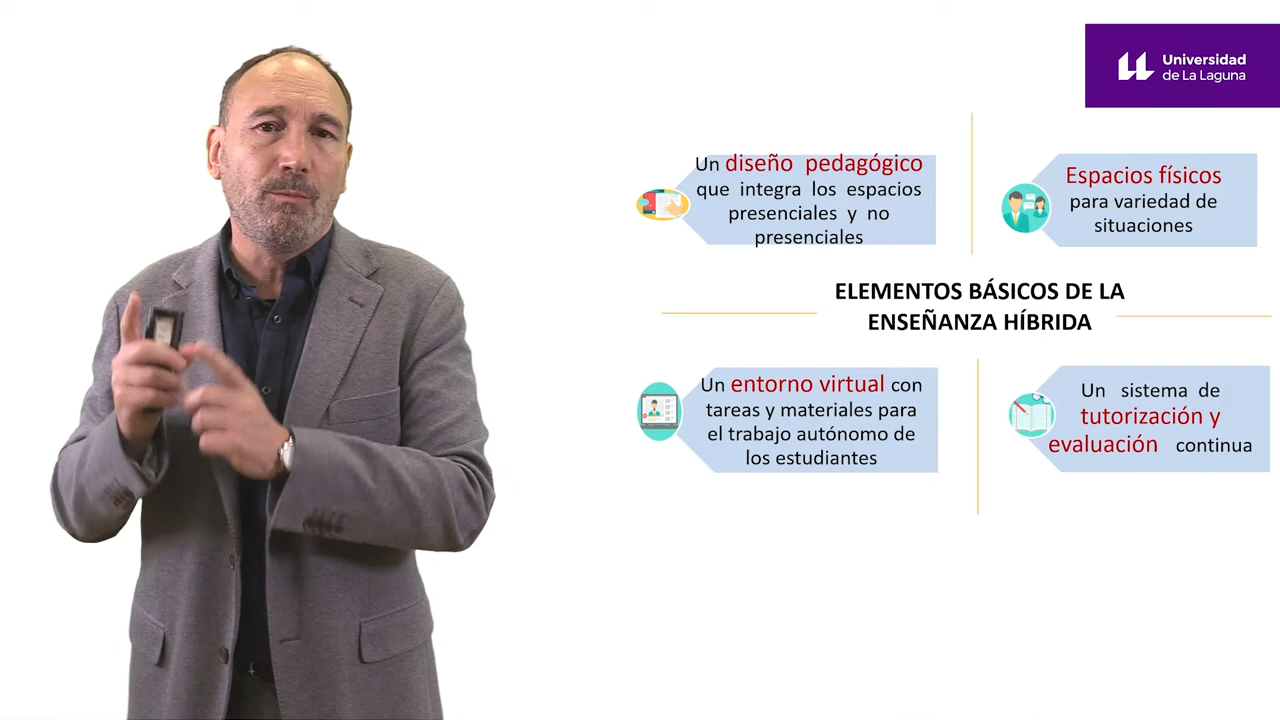 Universidad
de La Laguna
Un diseño pedagógico
que integra los espacios
presenciales y no
presenciales
Espacios físicos
para variedad de
situaciones
ELEMENTOS BÁSICOS DE LA
ENSEÑANZA HÍBRIDA
Un entorno virtual con
tareas y materiales para
el trabajo autónomo de
los estudiantes
Un sistema de
tutorización y
evaluación continua